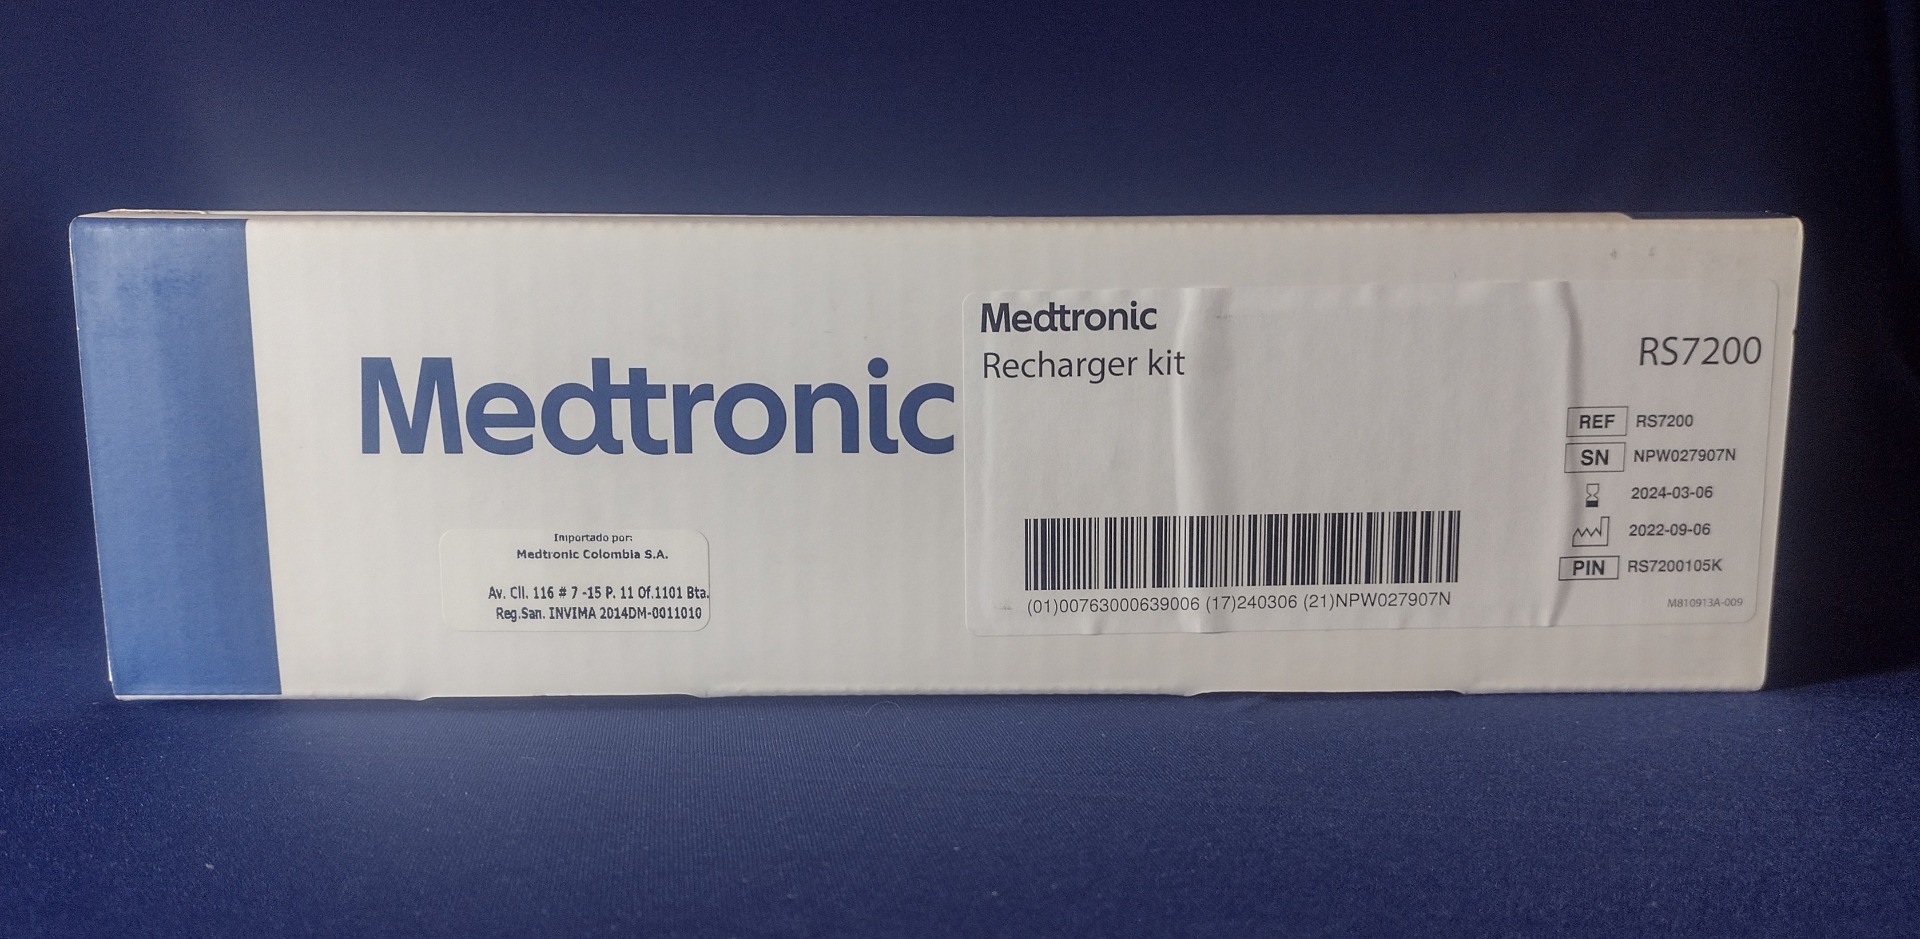 Medtronic
Importado por:
Medtronic Colombia S.A.
Av. Cll. 116 # 7 -15 P. 11 Of.1101 Bta.
Reg.San. INVIMA 2014DM-0011010
Medtronic
Recharger kit
RS7200
REF RS7200
SN NPW027907N
2024-03-06
2022-09-06
PIN RS7200105K
(01)00763000639006 (17)240306 (21)NPW027907N
M810913A-009